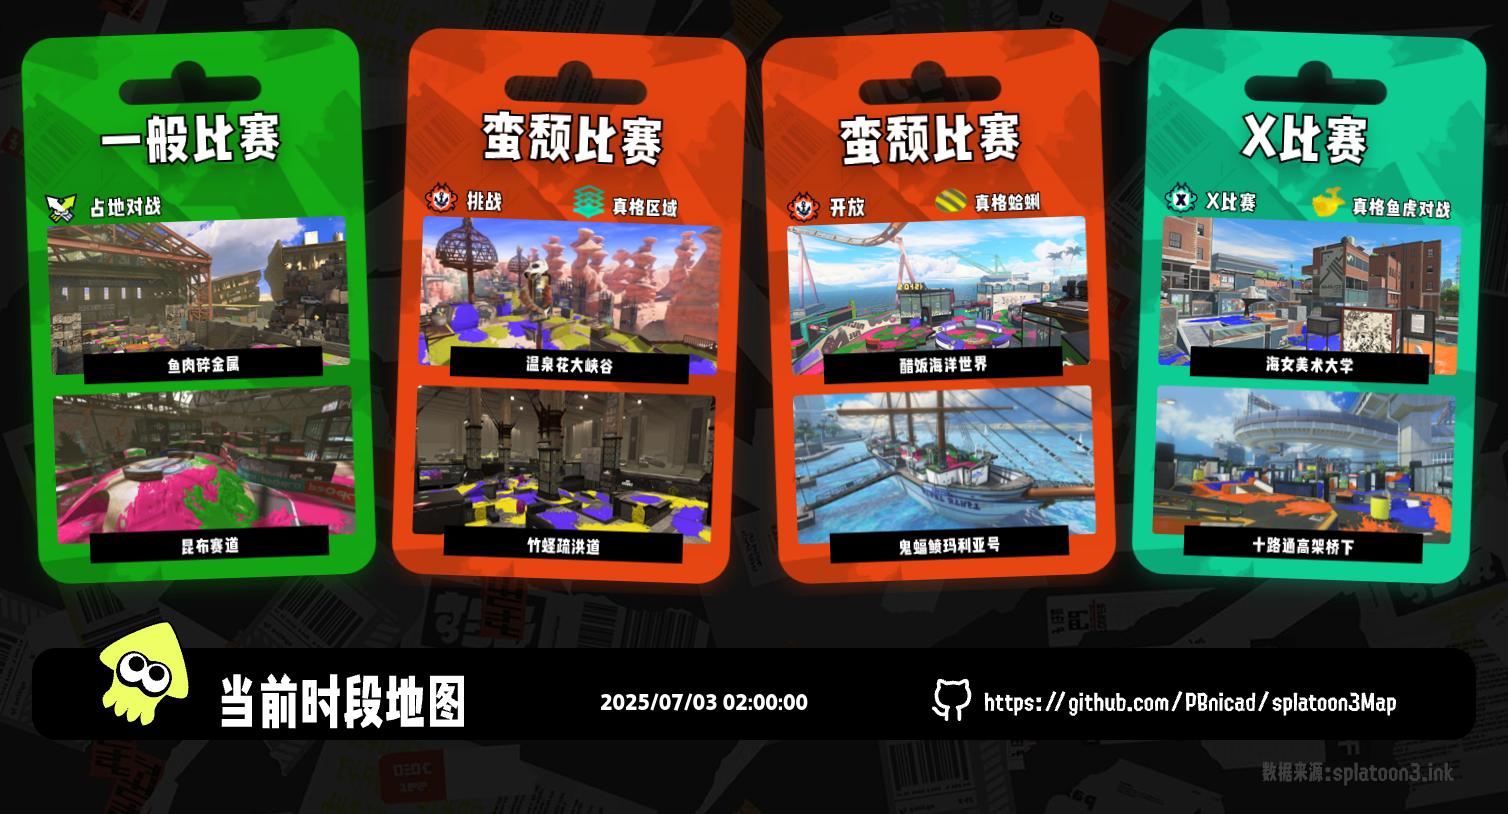 一般比赛
占地对战
鱼肉碎金属
昆布赛道
蛮颓比赛
挑战
真格区域
温泉花大峡谷
竹蛏疏洪道
蛮颓比赛
开放
真格蛤蜊
醋饭海洋世界
鬼蝠鲼玛利亚号
X比赛
X比赛
真格鱼虎对战
海女美术大学
十路通高架桥下
当前时段地图
2025/07/03 02:00:00
https://github.com/PBnicad/splatoon3Map
数据来源:splatoon3.ink